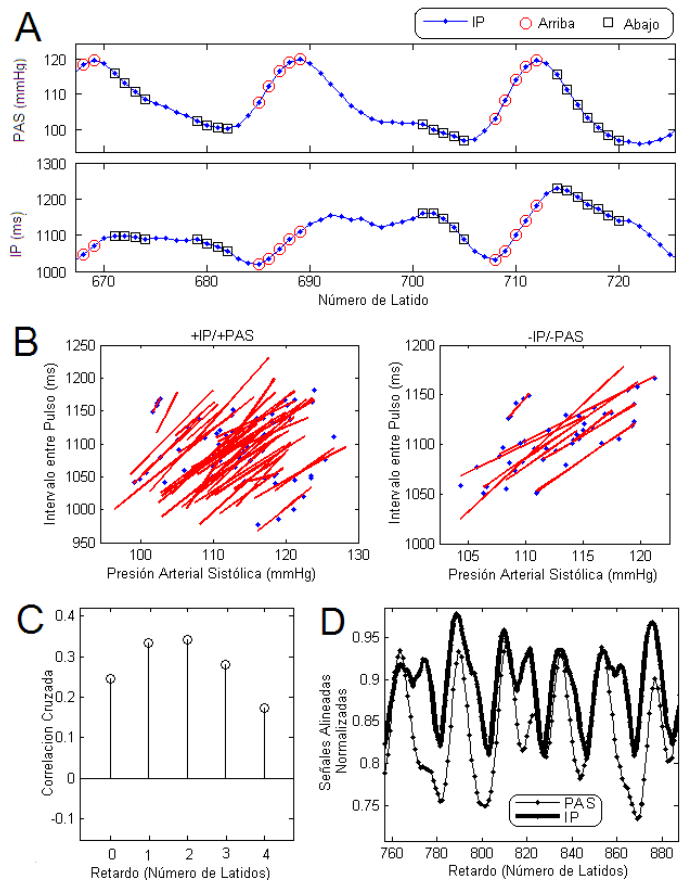 A
IP Arriba Abajo
PAS (mmHg)
120
100
IP (ms)
1300
1200
1100
1000
670 680 690 700 710 720
Número de Latido
B
+IP/+PAS
Intervalo entre Pulso (ms)
1250
1200
1150
1100
1050
1000
950
100 110 120 130
Presión Arterial Sistólica (mmHg)
-IP/-PAS
Intervalo entre Pulso (ms)
1200
1150
1100
1050
1000
105 110 115 120
Presión Arterial Sistólica (mmHg)
C
Correlacion Cruzada
0.4
0.3
0.2
0.1
0
-0.1
0 1 2 3 4
Retardo (Número de Latidos)
D
Señales Alineadas
Normalizadas
0.95
0.9
0.85
0.8
0.75
PAS
IP
760 780 800 820 840 860 880
Retardo (Número de Latidos)